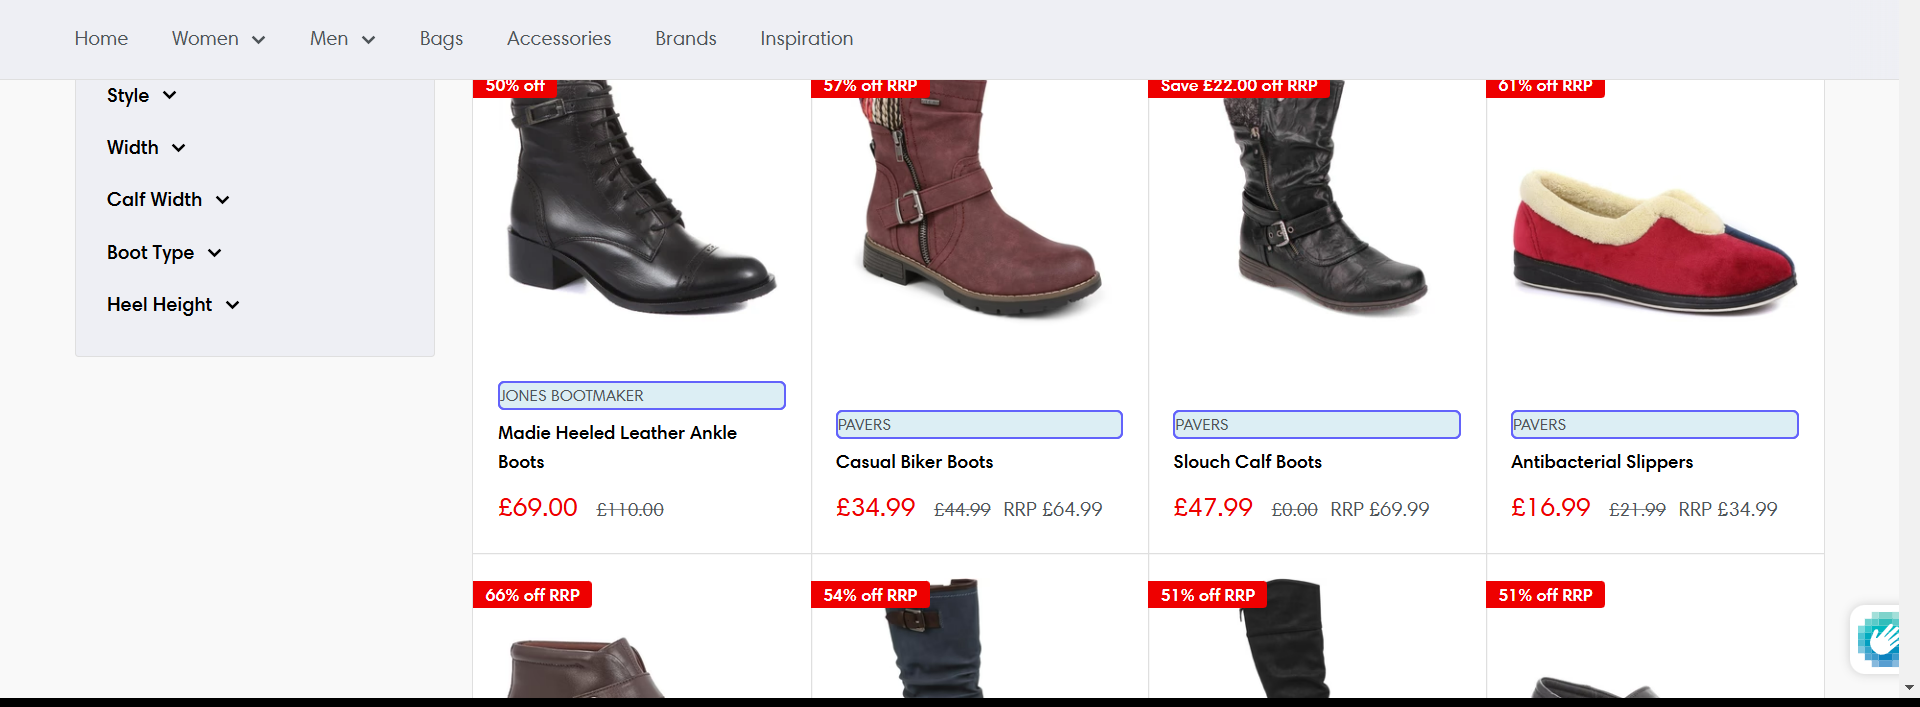 Home Women Men Bags Accessories Brands Inspiration
Style
Width
Calf Width
Boot Type
Heel Height
50% off
57% off RRP
Save £22.00 off RRP
61% off RRP
JONES BOOTMAKER
Madie Heeled Leather Ankle
Boots
£69.00 £110.00
PAVERS
Casual Biker Boots
£34.99 £44.99 RRP £64.99
PAVERS
Slouch Calf Boots
£47.99 £0.00 RRP £69.99
PAVERS
Antibacterial Slippers
£16.99 £21.99 RRP £34.99
66% off RRP
54% off RRP
51% off RRP
51% off RRP